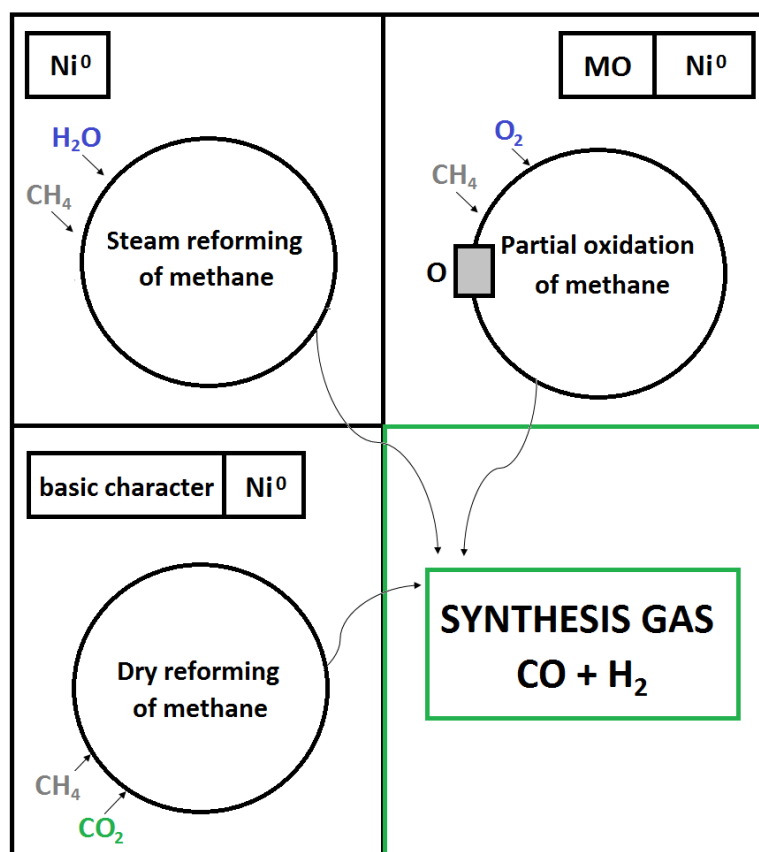 Ni⁰
H₂O
CH₄
Steam reforming
of methane
MO Ni⁰
O₂
CH₄
O
Partial oxidation
of methane
basic character Ni⁰
Dry reforming
of methane
CH₄
CO₂
SYNTHESIS GAS
CO + H₂